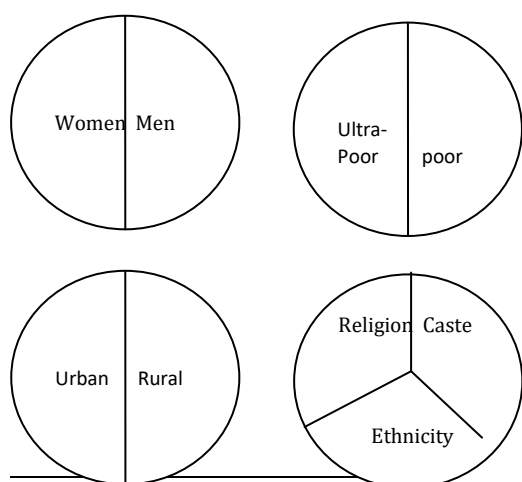 Women Men
Ultra-
Poor poor
Urban Rural
Religion Caste
Ethnicity